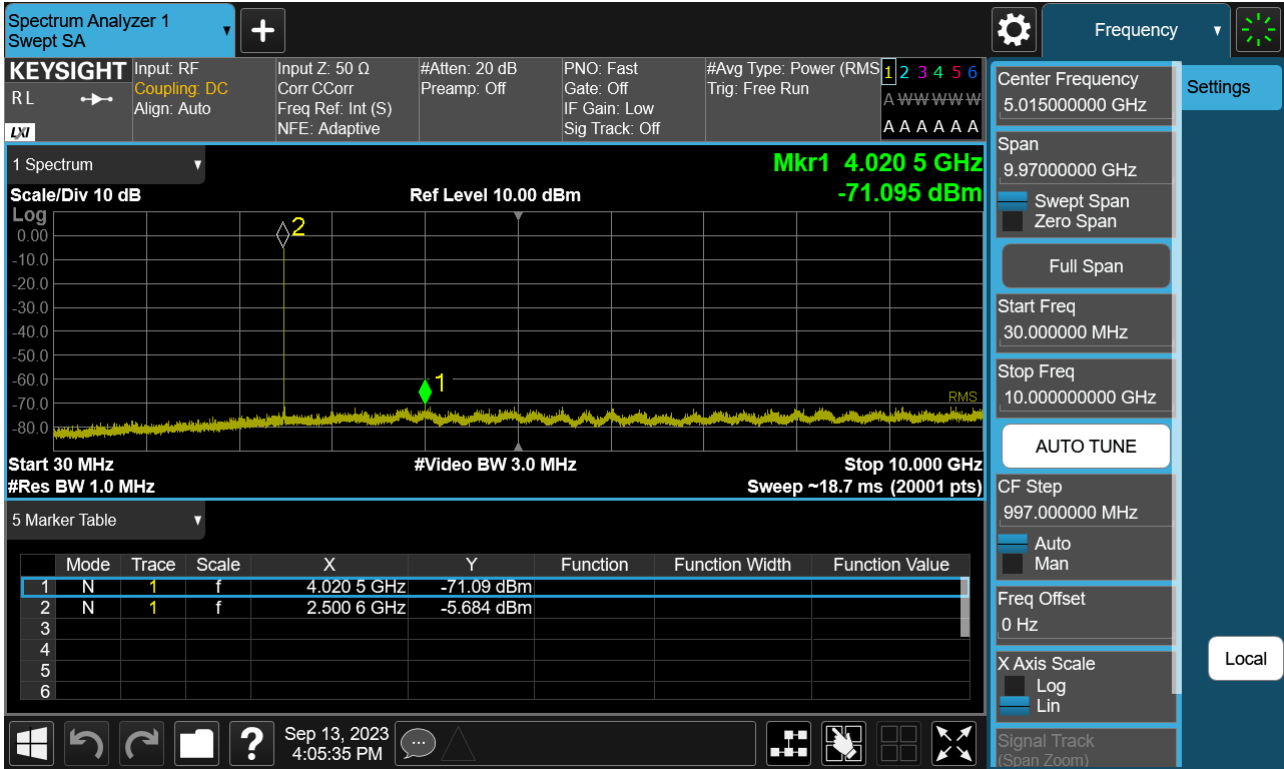 Spectrum Analyzer 1
Swept SA
+
Frequency
KEYSIGHT
R L
LXI
Input: RF
Coupling: DC
Align: Auto
Input Z: 50 Ω
Corr CCorr
Freq Ref: Int (S)
NFE: Adaptive
#Atten: 20 dB
Preamp: Off
PNO: Fast
Gate: Off
IF Gain: Low
Sig Track: Off
#Avg Type: Power (RMS
Trig: Free Run
1 2 3 4 5 6
A W W W W W
A A A A A A
1 Spectrum
Mkr1 4.020 5 GHz
-71.095 dBm
Scale/Div 10 dB
Ref Level 10.00 dBm
Log
0.00
-10.0
-20.0
-30.0
-40.0
-50.0
-60.0
-70.0
-80.0
2
1
RMS
Start 30 MHz
#Video BW 3.0 MHz
Stop 10.000 GHz
#Res BW 1.0 MHz
Sweep ~18.7 ms (20001 pts)
5 Marker Table
Mode Trace Scale X Y Function Function Width Function Value
1 N 1 f 4.020 5 GHz -71.09 dBm
2 N 1 f 2.500 6 GHz -5.684 dBm
3
4
5
6
?
Sep 13, 2023
4:05:35 PM
Center Frequency
5.015000000 GHz
Span
9.97000000 GHz
Swept Span
Zero Span
Full Span
Start Freq
30.000000 MHz
Stop Freq
10.000000000 GHz
AUTO TUNE
CF Step
997.000000 MHz
Auto
Man
Freq Offset
0 Hz
X Axis Scale
Log
Lin
Signal Track
(Span Zoom)
Settings
Local